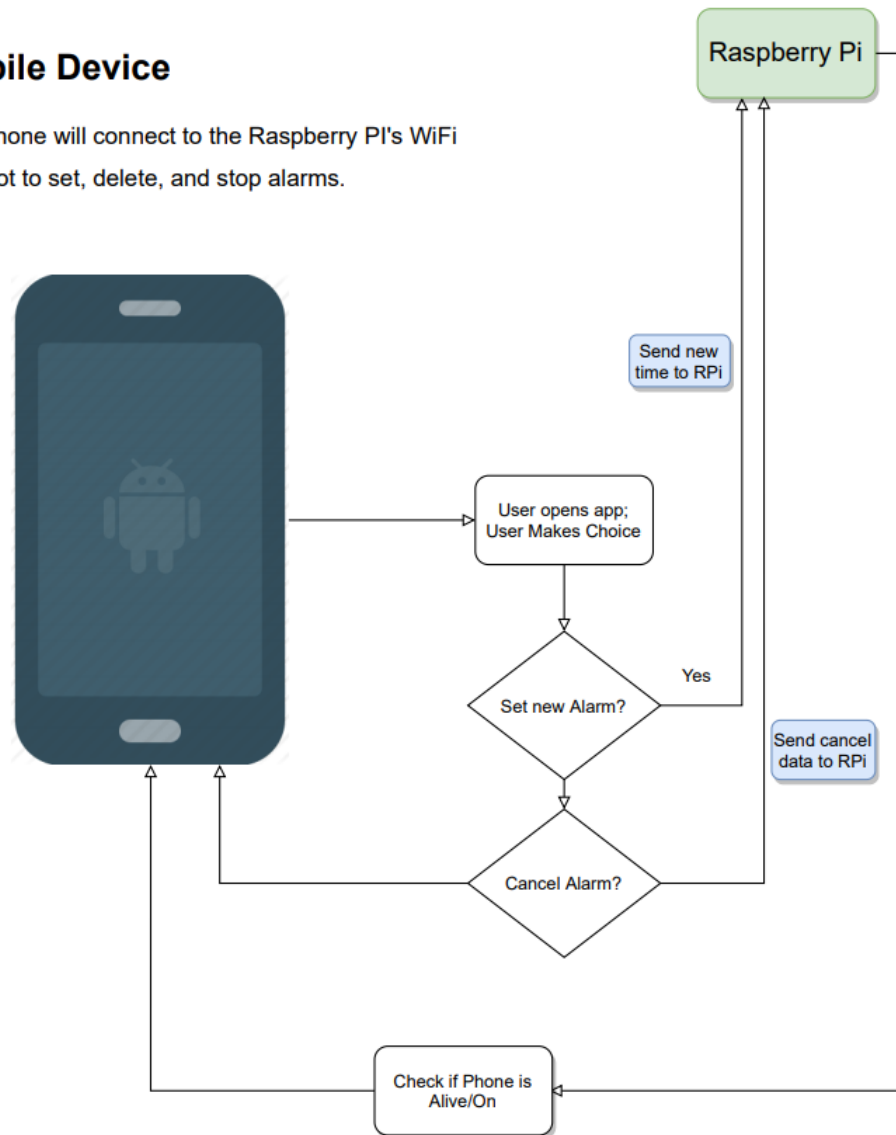 Raspberry Pi
bile Device
hone will connect to the Raspberry PI's WiFi
ot to set, delete, and stop alarms.
Send new
time to RPi
User opens app;
User Makes Choice
Yes
Set new Alarm?
Send cancel
data to RPi
Cancel Alarm?
Check if Phone is
Alive/On